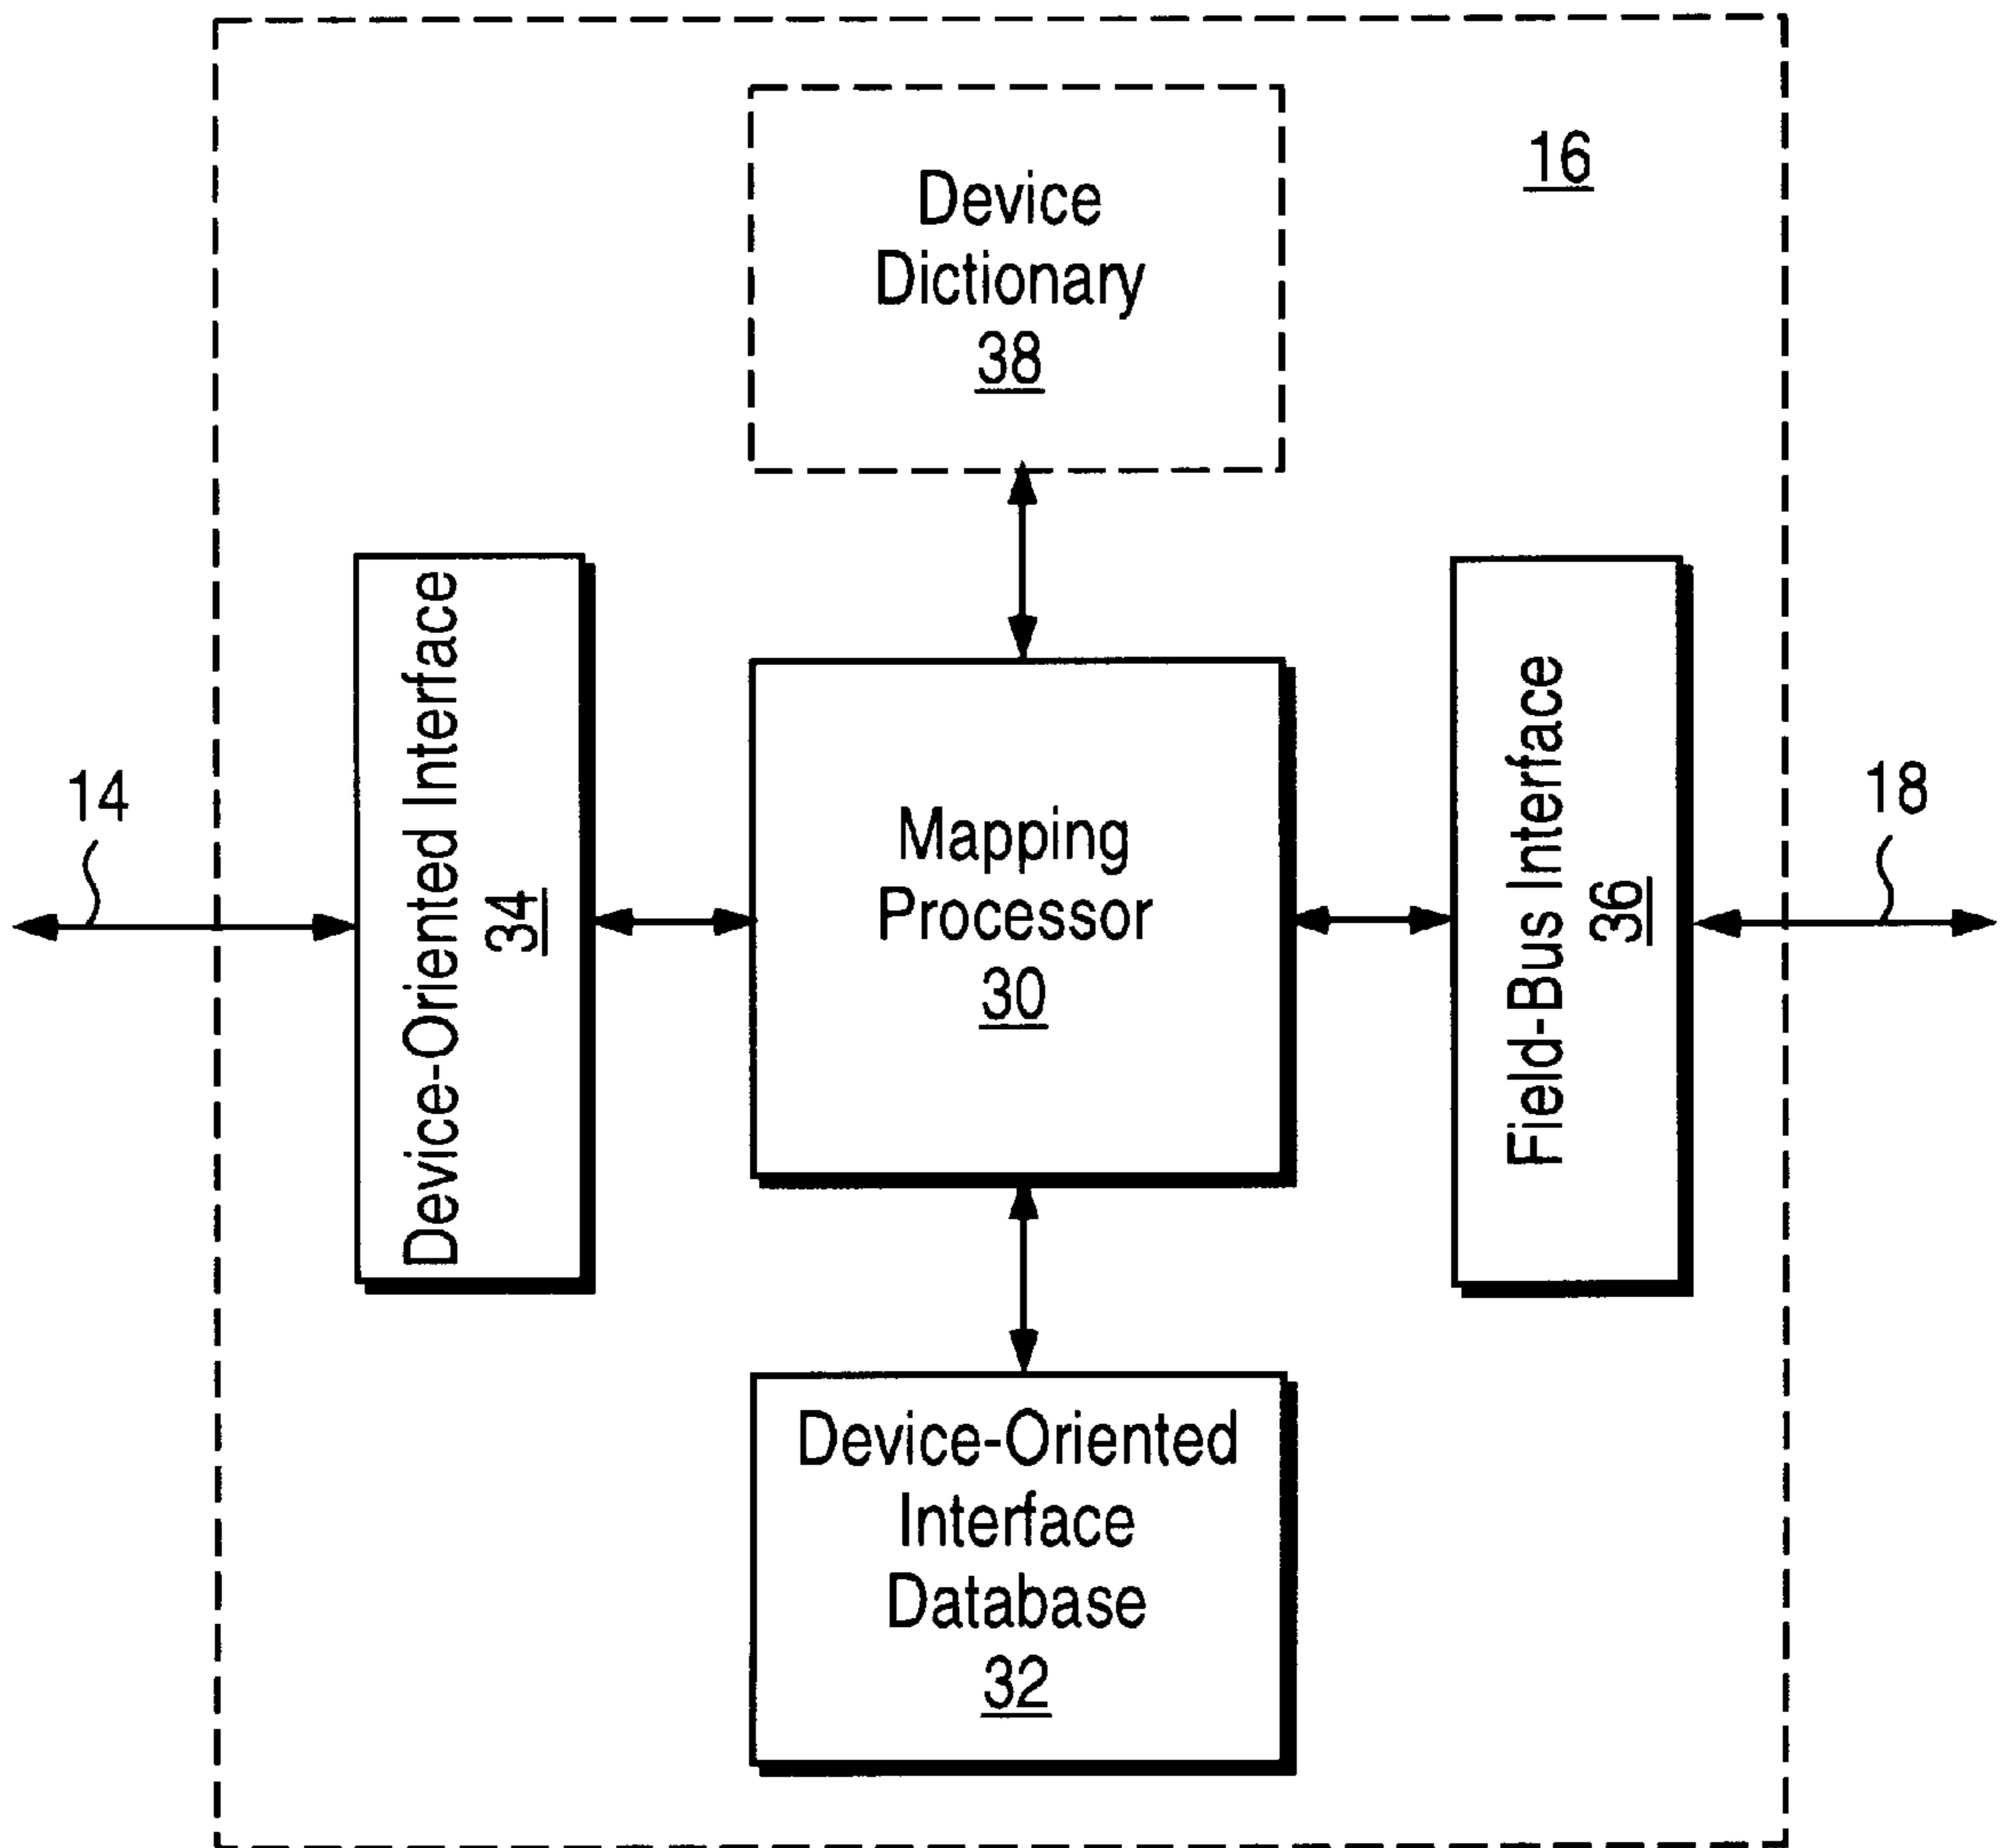 16
Device
Dictionary
38
Device-Oriented Interface
34
Mapping
Processor
30
Field-Bus Interface
36
14
18
Device-Oriented
Interface
Database
32